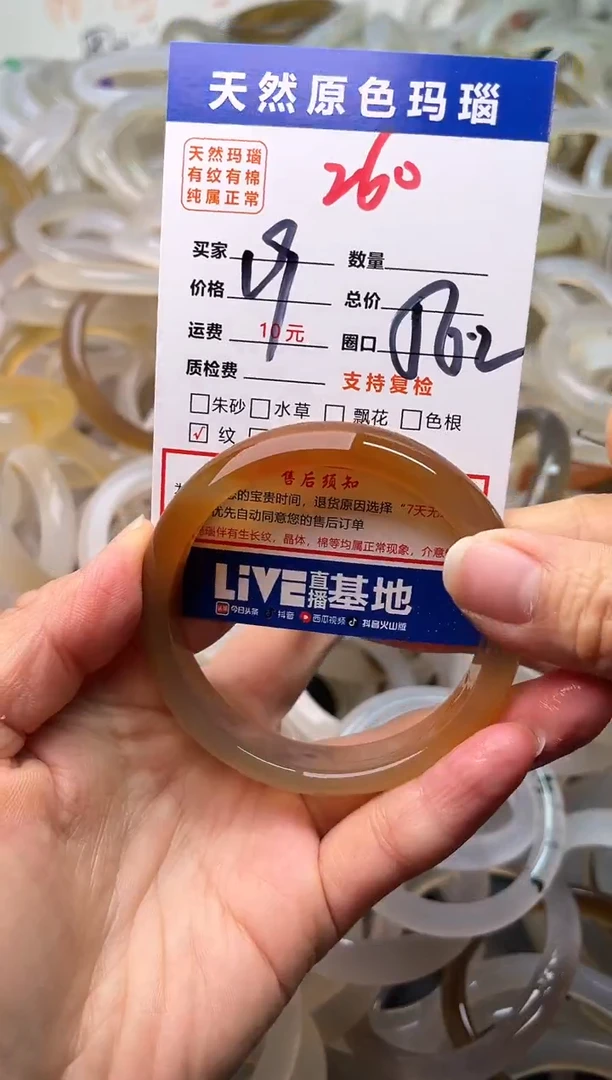 天然原色玛瑙
天然玛瑙
有纹有棉
纯属正常
260
买家 数量
价格 总价
运费 10元 圈口
质检费 支持复检
朱砂 水草 飘花 色根
✓ 纹
售后须知
您的宝贵时间，退货原因选择“7天无
优先自动同意您的售后订单
伴有生长纹，晶体，棉等均属正常现象，介意
LiVE直播基地
今日头条 抖音 西瓜视频 抖音火山版